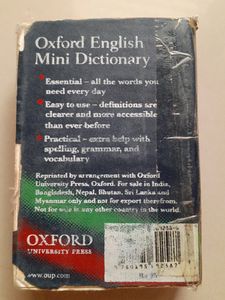 Oxford English
Mini Dictionary
Essential – all the words you
need every day
Easy to use – definitions are
clearer and more accessible
than ever before
Practical – extra help with
spelling, grammar, and
vocabulary
Reprinted by arrangement with Oxford
University Press, Oxford. For sale in India,
Bangladesh, Nepal, Bhutan, Sri Lanka and
Myanmar only and not for export therefrom.
Not for sale in any other country in the world.
OXFORD
UNIVERSITY PRESS
www.oup.com